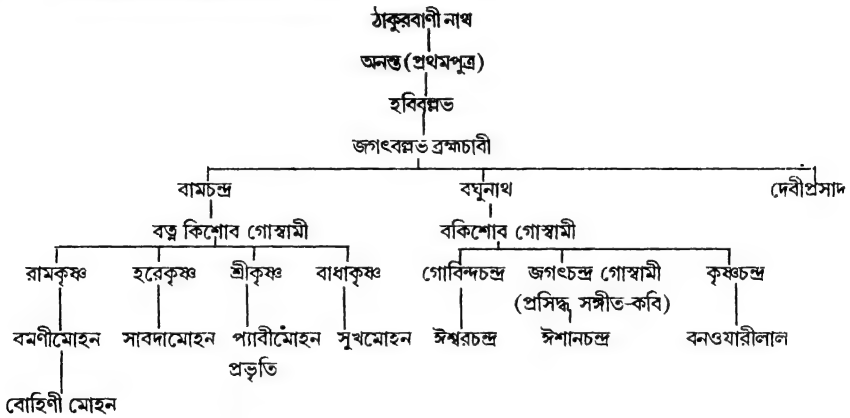 ঠাকুরবাণী নাথ
অনন্ত (প্রথমপুত্র)
হবিবল্লভ
জগৎবল্লভ ব্রহ্মচাবী
বামচন্দ্র বঘুনাথ দেবীপ্রসাদ
বত্ন কিশোব গোস্বামী বকিশোব গোস্বামী
রামকৃষ্ণ হরেকৃষ্ণ শ্রীকৃষ্ণ বাধাকৃষ্ণ গোবিন্দচন্দ্র জগৎচন্দ্র গোস্বামী কৃষ্ণচন্দ্র
(প্রসিদ্ধ সঙ্গীত-কবি)
বমণীমোহন সাবদামোহন প্যাবীমোঁহন সুখমোহন ঈশ্বরচন্দ্র ঈশানচন্দ্র বনওযারীলাল
প্রভৃতি
বোহিণী মোহন